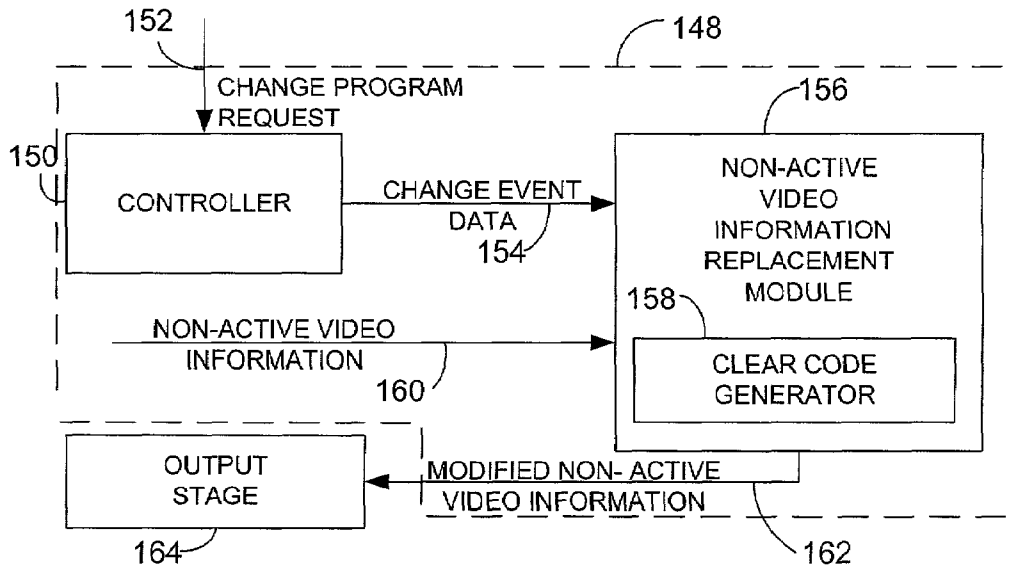 152
148
CHANGE PROGRAM
REQUEST
156
150
CONTROLLER
CHANGE EVENT
DATA
154
NON-ACTIVE
VIDEO
INFORMATION
REPLACEMENT
MODULE
158
NON-ACTIVE VIDEO
INFORMATION
160
CLEAR CODE
GENERATOR
OUTPUT
STAGE
MODIFIED NON- ACTIVE
VIDEO INFORMATION
164
162